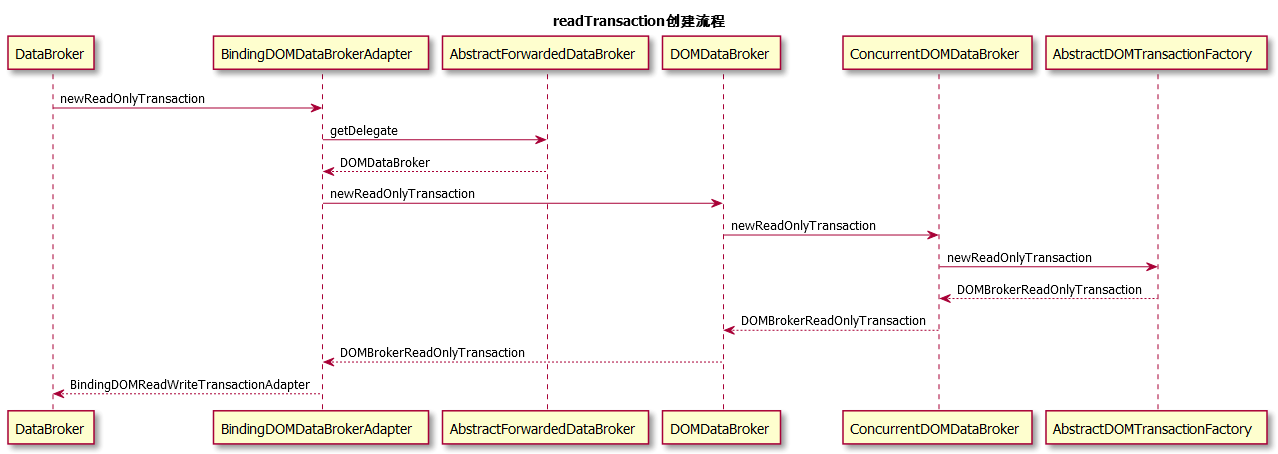 readTransaction创建流程
DataBroker
BindingDOMDataBrokerAdapter
AbstractForwardedDataBroker
DOMDataBroker
ConcurrentDOMDataBroker
AbstractDOMTransactionFactory
newReadOnlyTransaction
getDelegate
DOMDataBroker
newReadOnlyTransaction
newReadOnlyTransaction
newReadOnlyTransaction
DOMBrokerReadOnlyTransaction
DOMBrokerReadOnlyTransaction
DOMBrokerReadOnlyTransaction
BindingDOMReadWriteTransactionAdapter
DataBroker
BindingDOMDataBrokerAdapter
AbstractForwardedDataBroker
DOMDataBroker
ConcurrentDOMDataBroker
AbstractDOMTransactionFactory